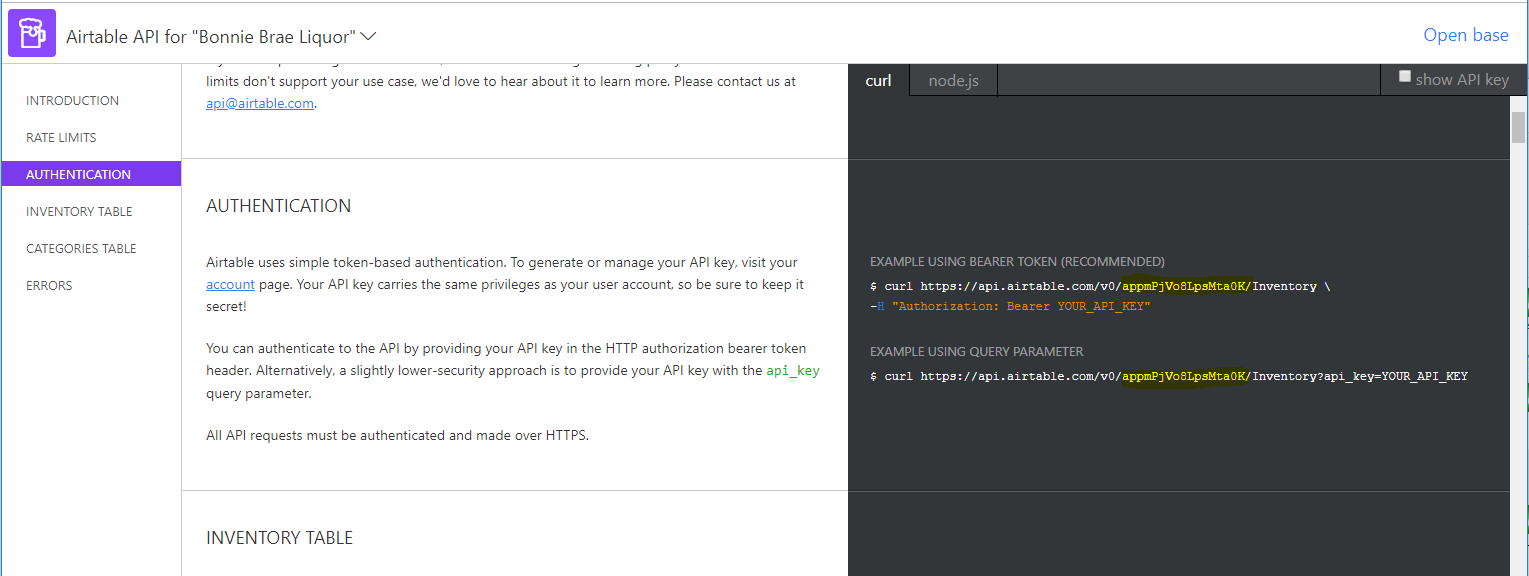 Airtable API for "Bonnie Brae Liquor"
Open base
INTRODUCTION
RATE LIMITS
AUTHENTICATION
INVENTORY TABLE
CATEGORIES TABLE
ERRORS
limits don't support your use case, we'd love to hear about it to learn more. Please contact us at
api@airtable.com.
AUTHENTICATION
Airtable uses simple token-based authentication. To generate or manage your API key, visit your
account page. Your API key carries the same privileges as your user account, so be sure to keep it
secret!
You can authenticate to the API by providing your API key in the HTTP authorization bearer token
header. Alternatively, a slightly lower-security approach is to provide your API key with the api_key
query parameter.
All API requests must be authenticated and made over HTTPS.
INVENTORY TABLE
curl
node.js
show API key
EXAMPLE USING BEARER TOKEN (RECOMMENDED)
$ curl https://api.airtable.com/v0/appmPjVo8LpsMta0K/Inventory \
-H "Authorization: Bearer YOUR_API_KEY"
EXAMPLE USING QUERY PARAMETER
$ curl https://api.airtable.com/v0/appmPjVo8LpsMta0K/Inventory?api_key=YOUR_API_KEY